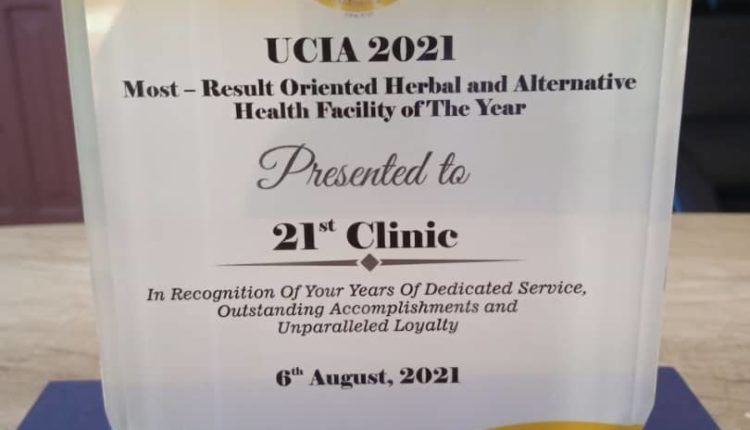 UCIA 2021
Most – Result Oriented Herbal and Alternative
Health Facility of The Year
Presented to
21st Clinic
In Recognition Of Your Years Of Dedicated Service,
Outstanding Accomplishments and
Unparalleled Loyalty
6th August, 2021